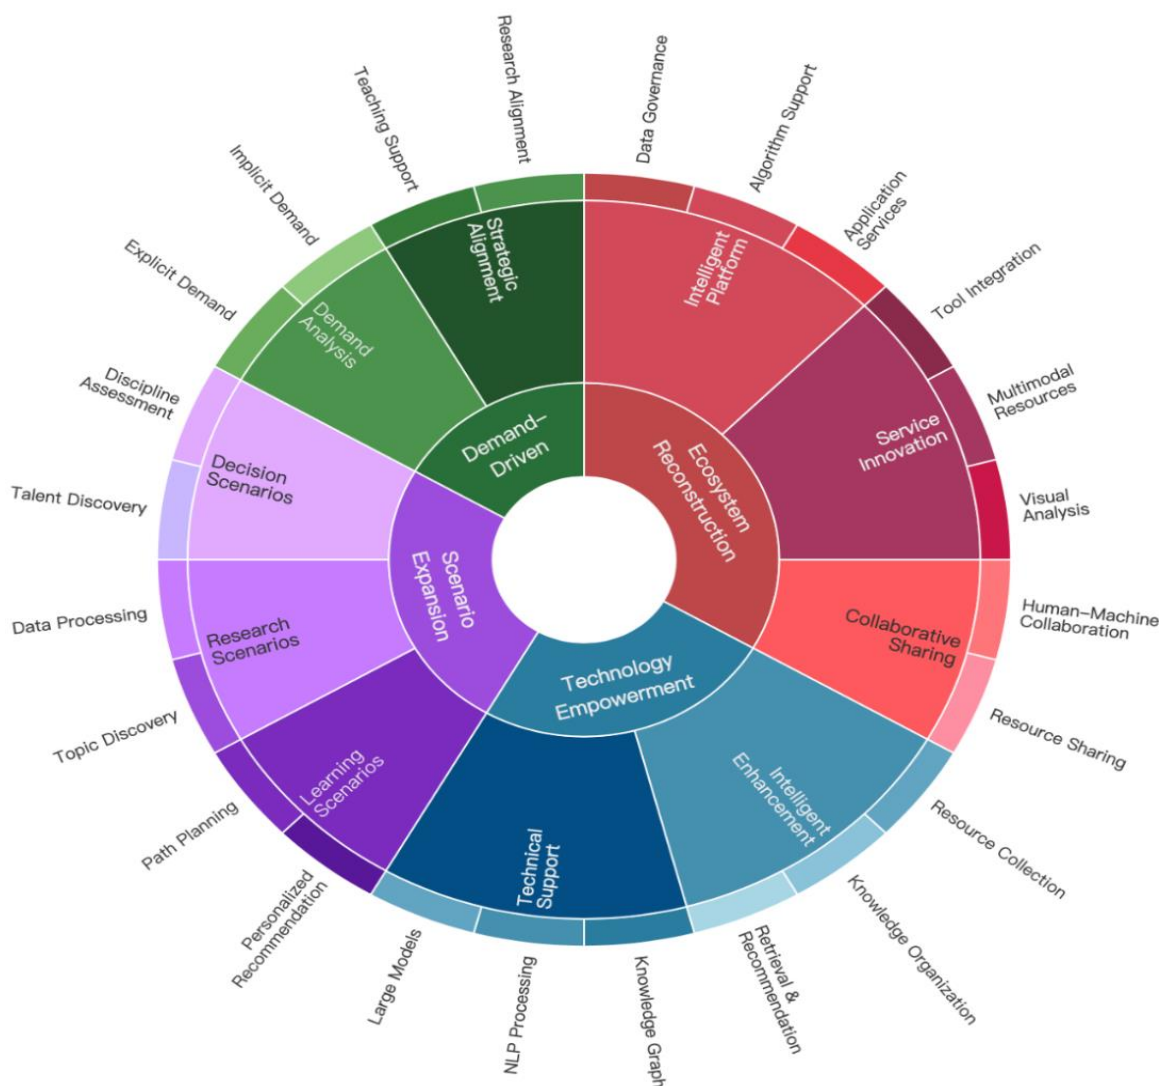 Research Alignment
Data Governance
Teaching Support
Algorithm Support
Implicit Demand
Application
Services
Explicit Demand
Tool Integration
Discipline
Assessment
Multimodal
Resources
Talent Discovery
Visual
Analysis
Data Processing
Human–Machine
Collaboration
Topic Discovery
Resource Sharing
Path Planning
Resource Collection
Personalized
Recommendation
Knowledge Organization
Large Models
NLP Processing
Knowledge Graph
Retrieval &
Recommendation
Strategic
Alignment
Intelligent
Platform
Demand
Analysis
Service
Innovation
Decision
Scenarios
Collaborative
Sharing
Research
Scenarios
Intelligent
Enhancement
Learning
Scenarios
Technical
Support
Demand–
Driven
Ecosystem
Reconstruction
Scenario
Expansion
Technology
Empowerment